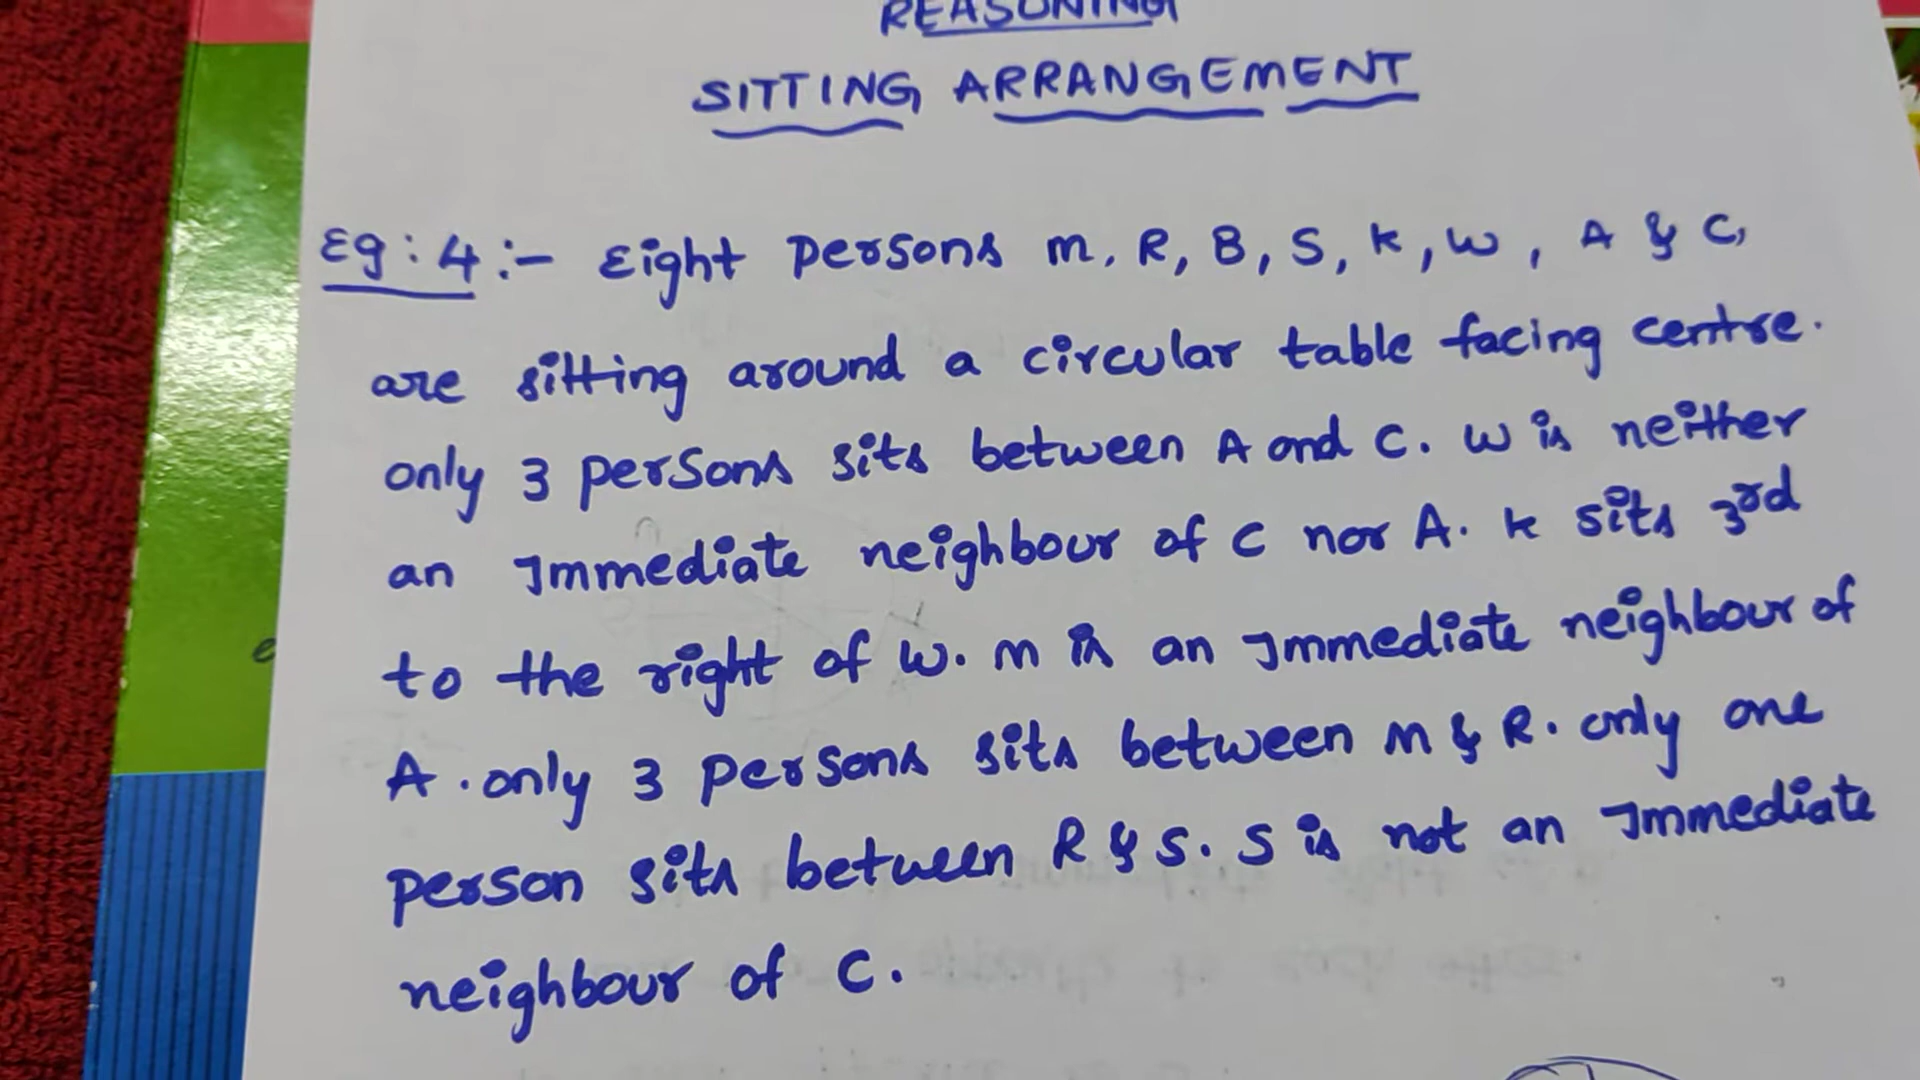 REASONING
SITTING ARRANGEMENT
Eg:4:- Eight persons M, R, B, S, K, W, A & C,
are sitting around a circular table facing centre.
only 3 persons sits between A and C. W is neither
an Immediate neighbour of C nor A. K sits 3rd
to the right of W. M is an Immediate neighbour of
A. only 3 persons sits between M & R. only one
person sits between R & S. S is not an Immediate
neighbour of C.